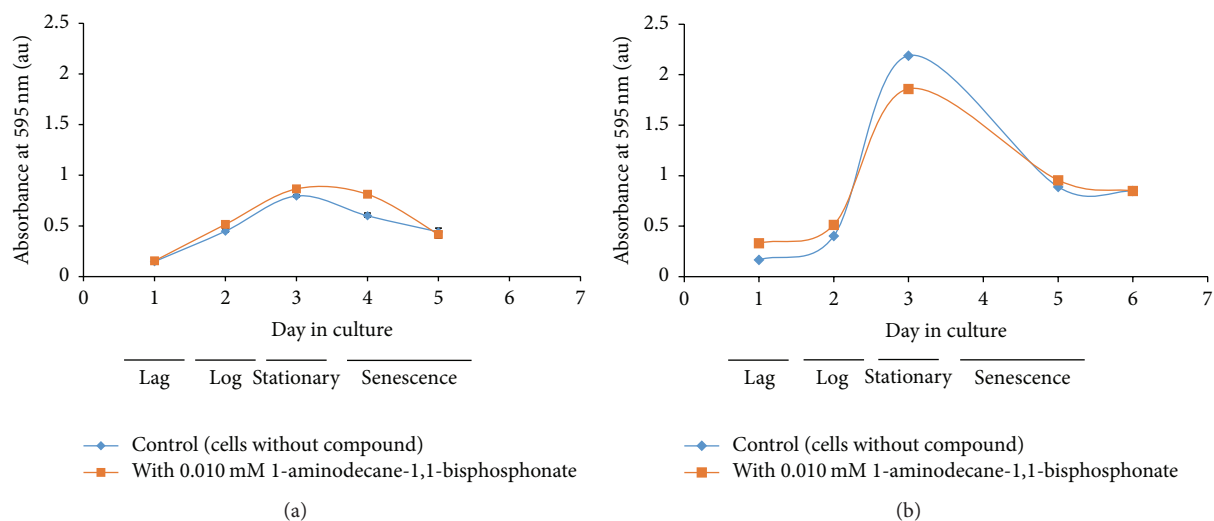 Absorbance at 595 nm (au)
2.5
2
1.5
1
0.5
0
0 1 2 3 4 5 6 7
Day in culture
Lag Log Stationary Senescence
Control (cells without compound)
With 0.010 mM 1-aminodecane-1,1-bisphosphonate
(a)
Absorbance at 595 nm (au)
2.5
2
1.5
1
0.5
0
0 1 2 3 4 5 6 7
Day in culture
Lag Log Stationary Senescence
Control (cells without compound)
With 0.010 mM 1-aminodecane-1,1-bisphosphonate
(b)